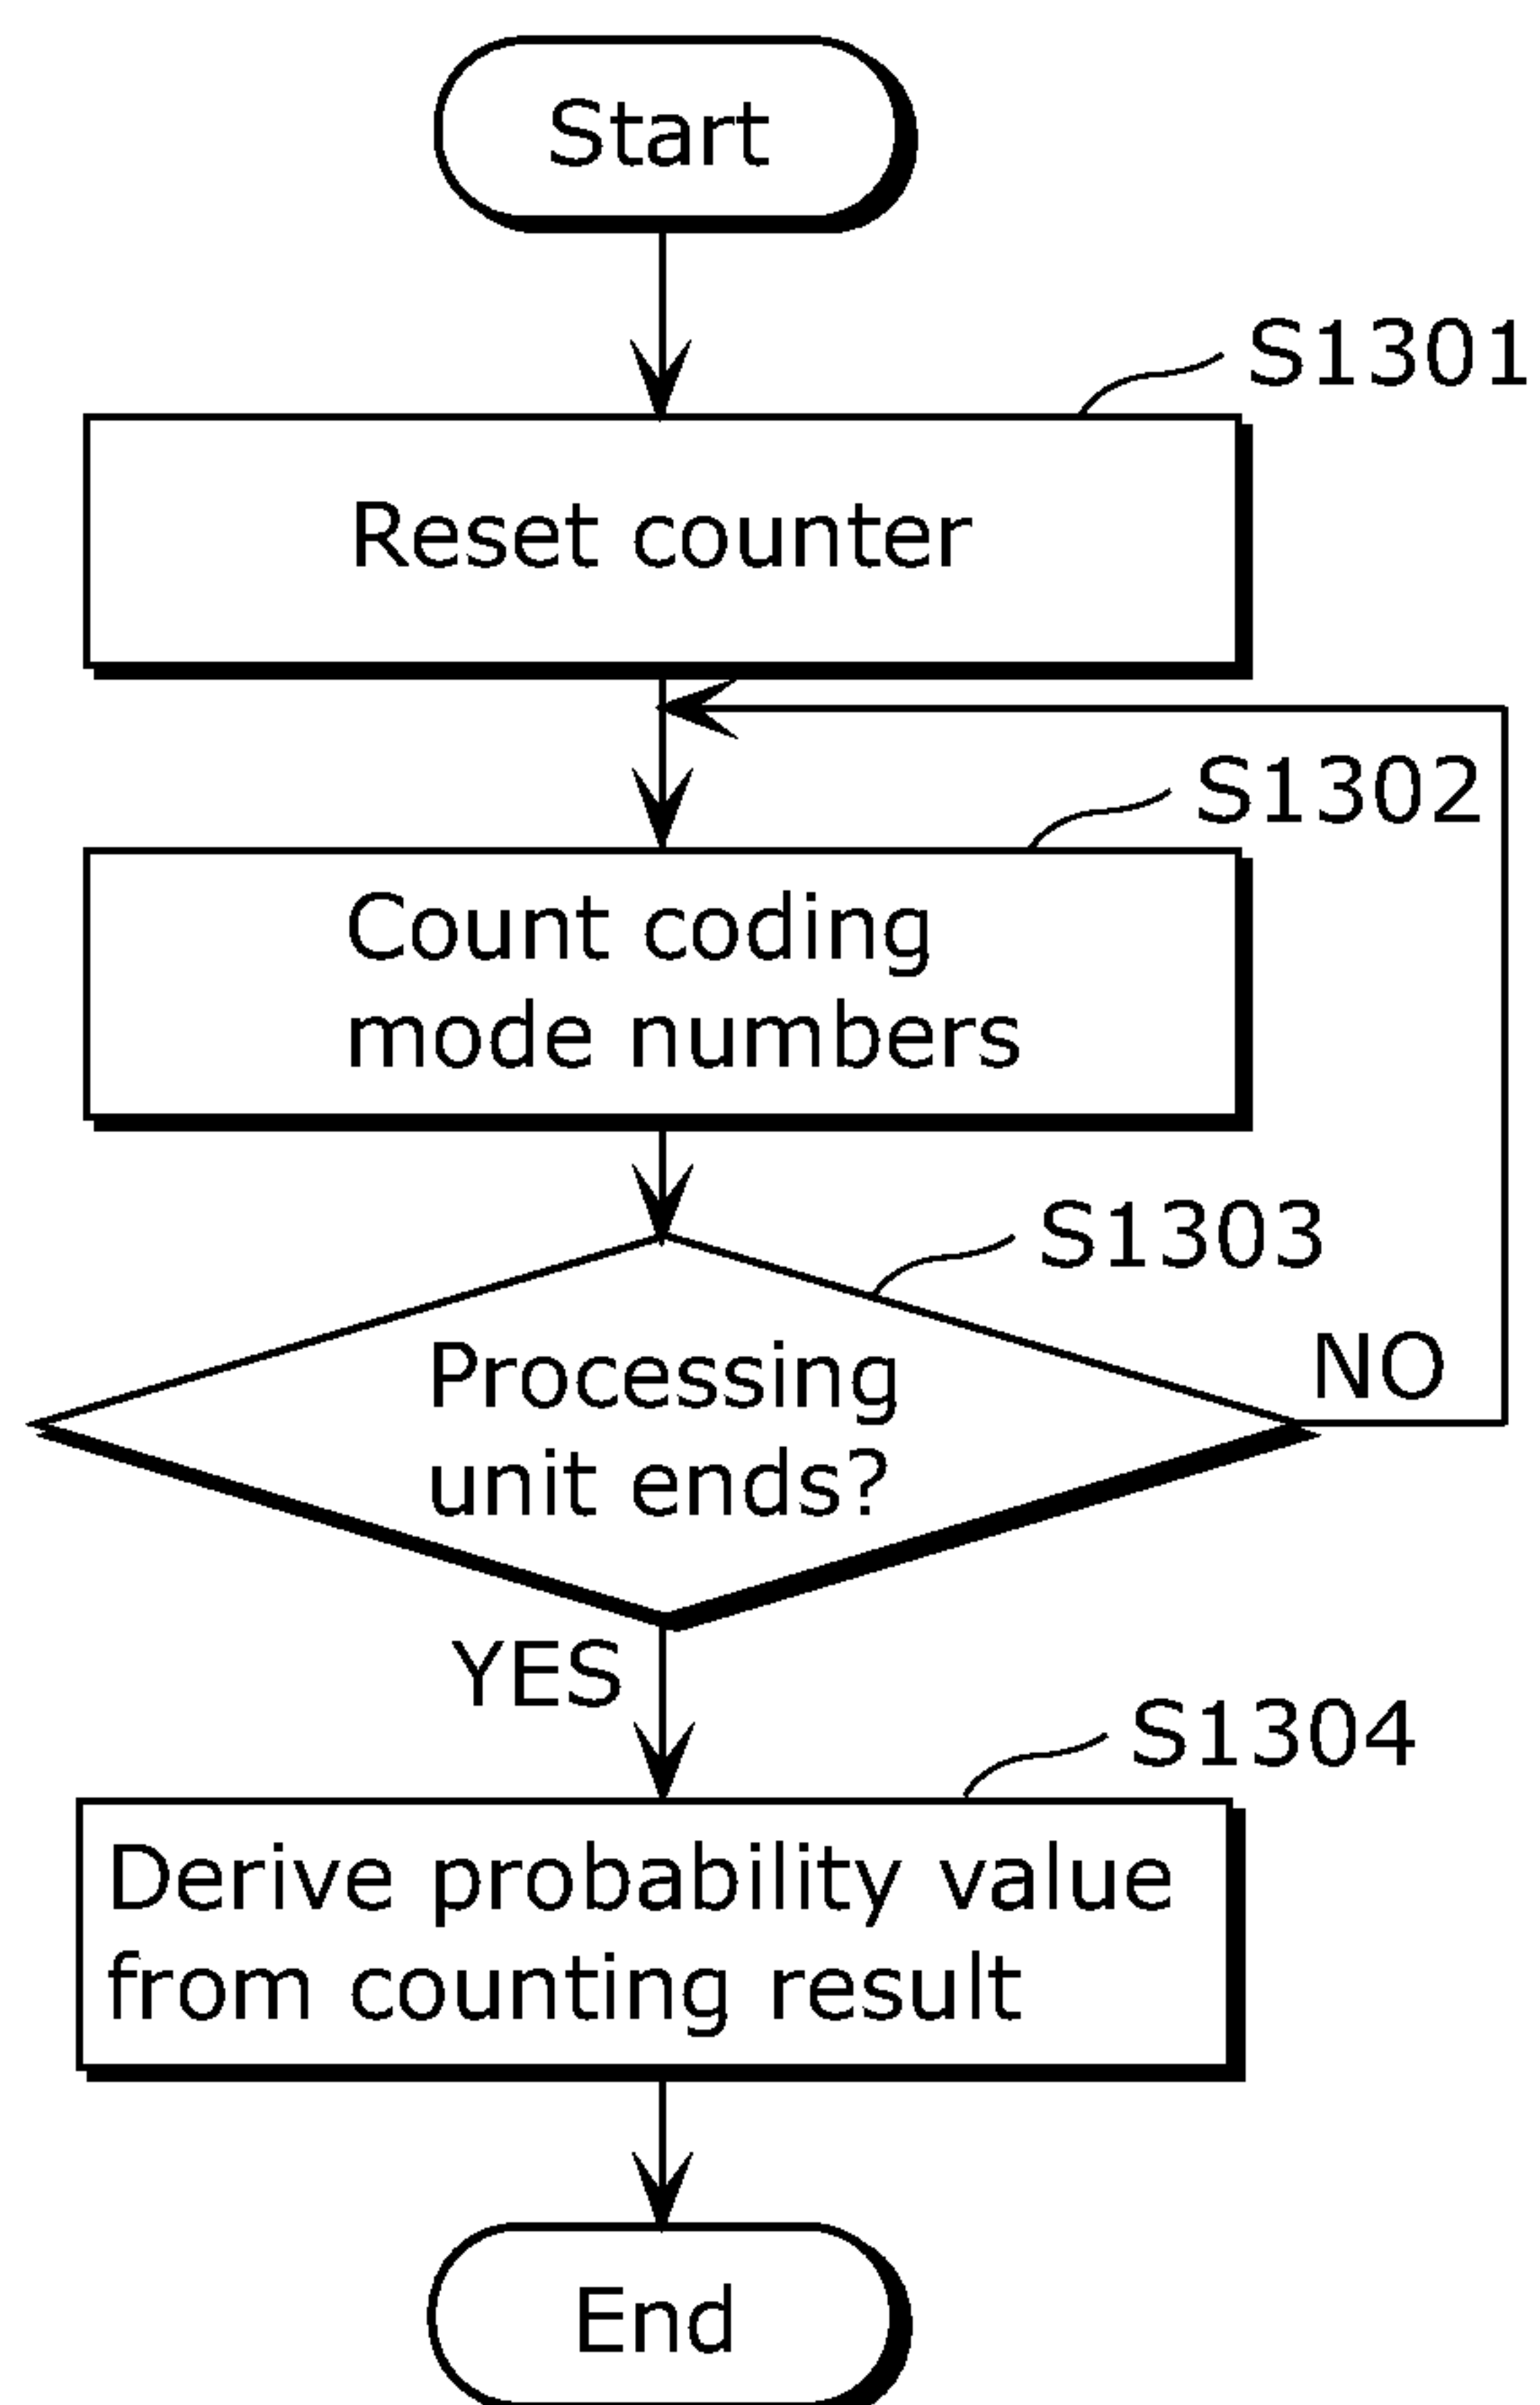 Start
S1301
Reset counter
S1302
Count coding
mode numbers
S1303
Processing
unit ends?
NO
YES
S1304
Derive probability value
from counting result
End